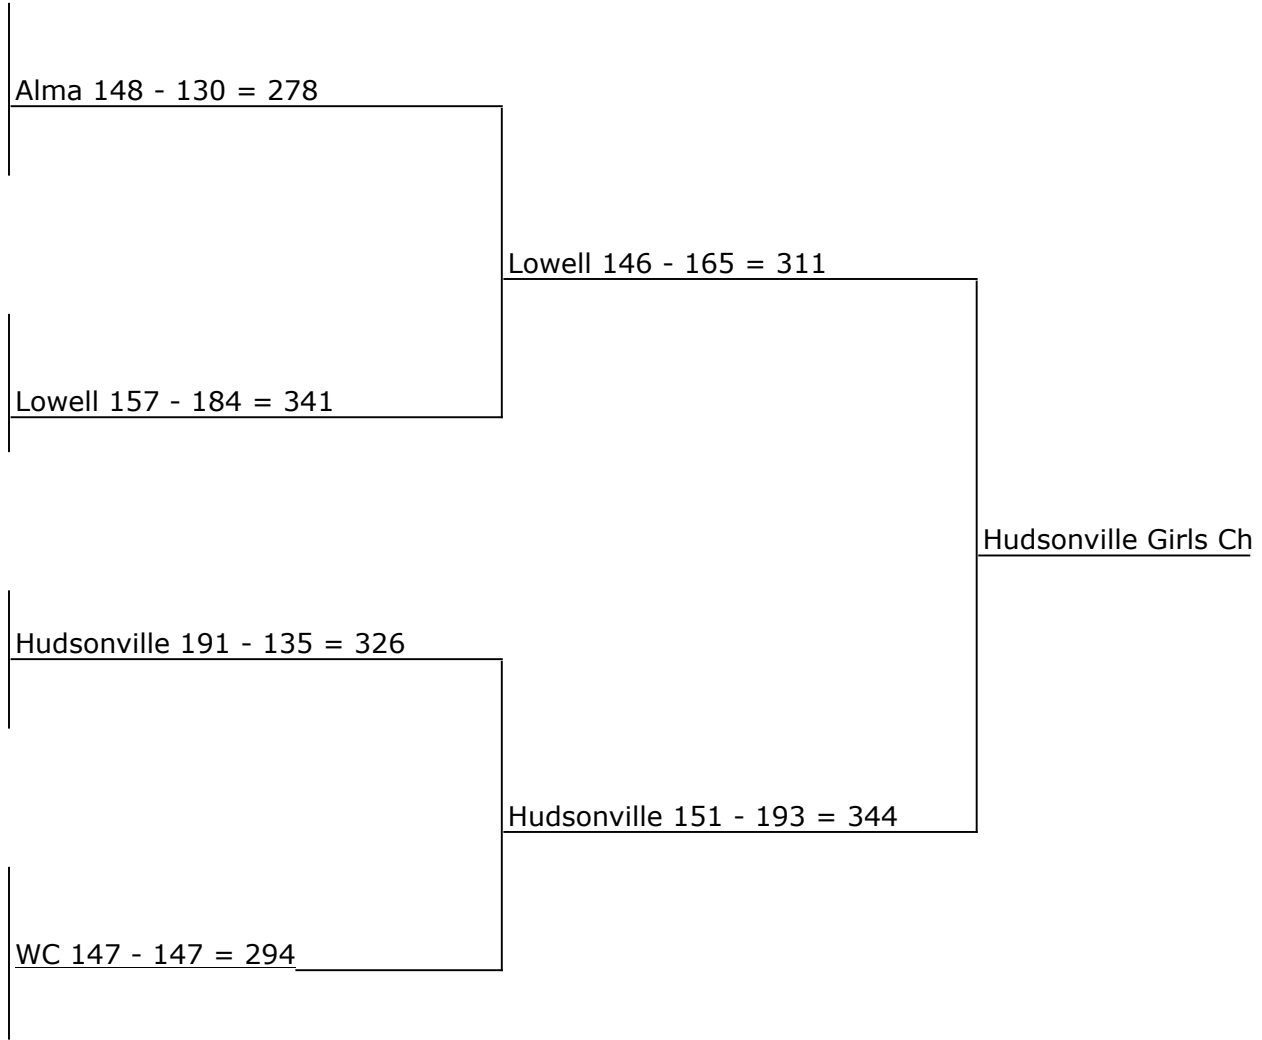 Alma 148 - 130 = 278
Lowell 146 - 165 = 311
Lowell 157 - 184 = 341
Hudsonville Girls Ch
Hudsonville 191 - 135 = 326
Hudsonville 151 - 193 = 344
WC 147 - 147 = 294